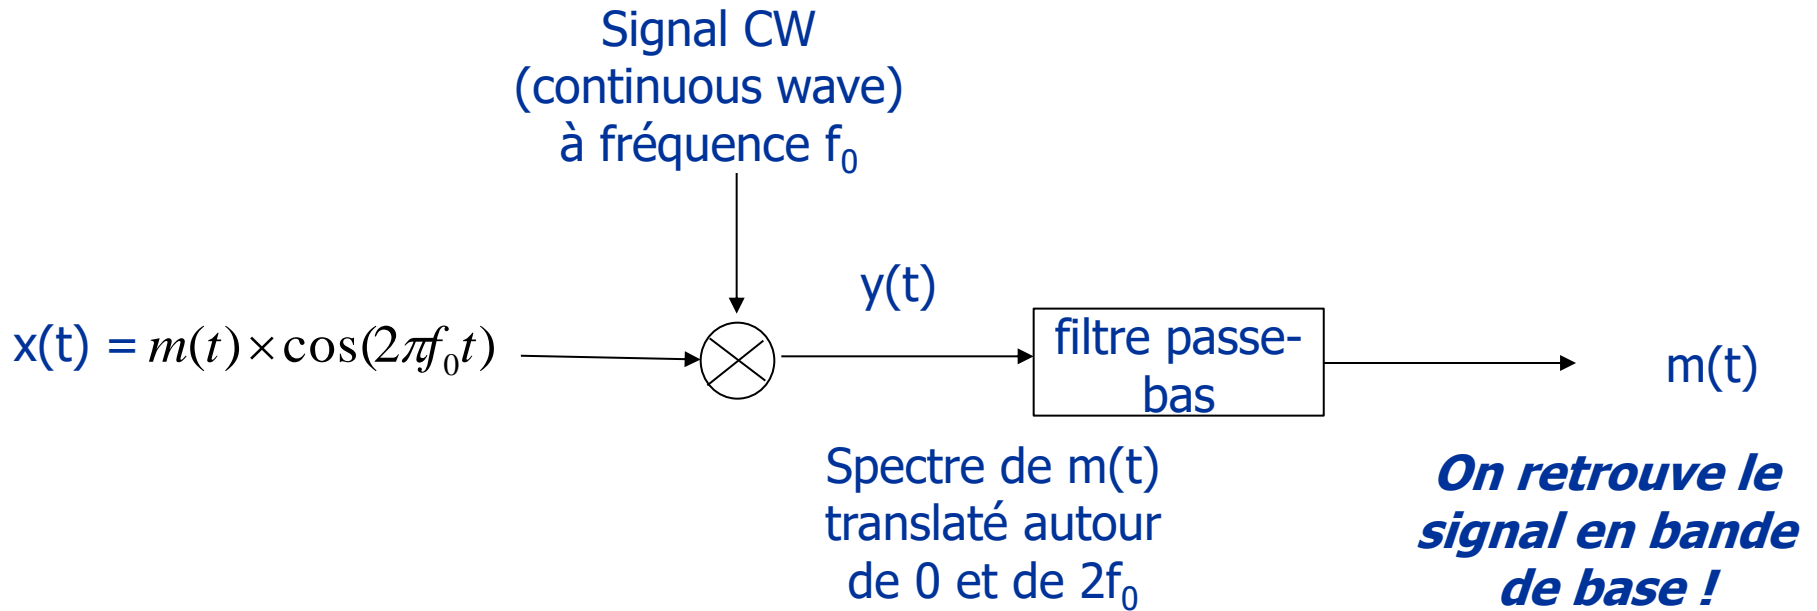 Signal CW
(continuous wave)
à fréquence f₀
y(t)
x(t) = m(t)×cos(2πf₀t)
filtre passe-
bas
m(t)
Spectre de m(t)
translaté autour
de 0 et de 2f₀
On retrouve le
signal en bande
de base !